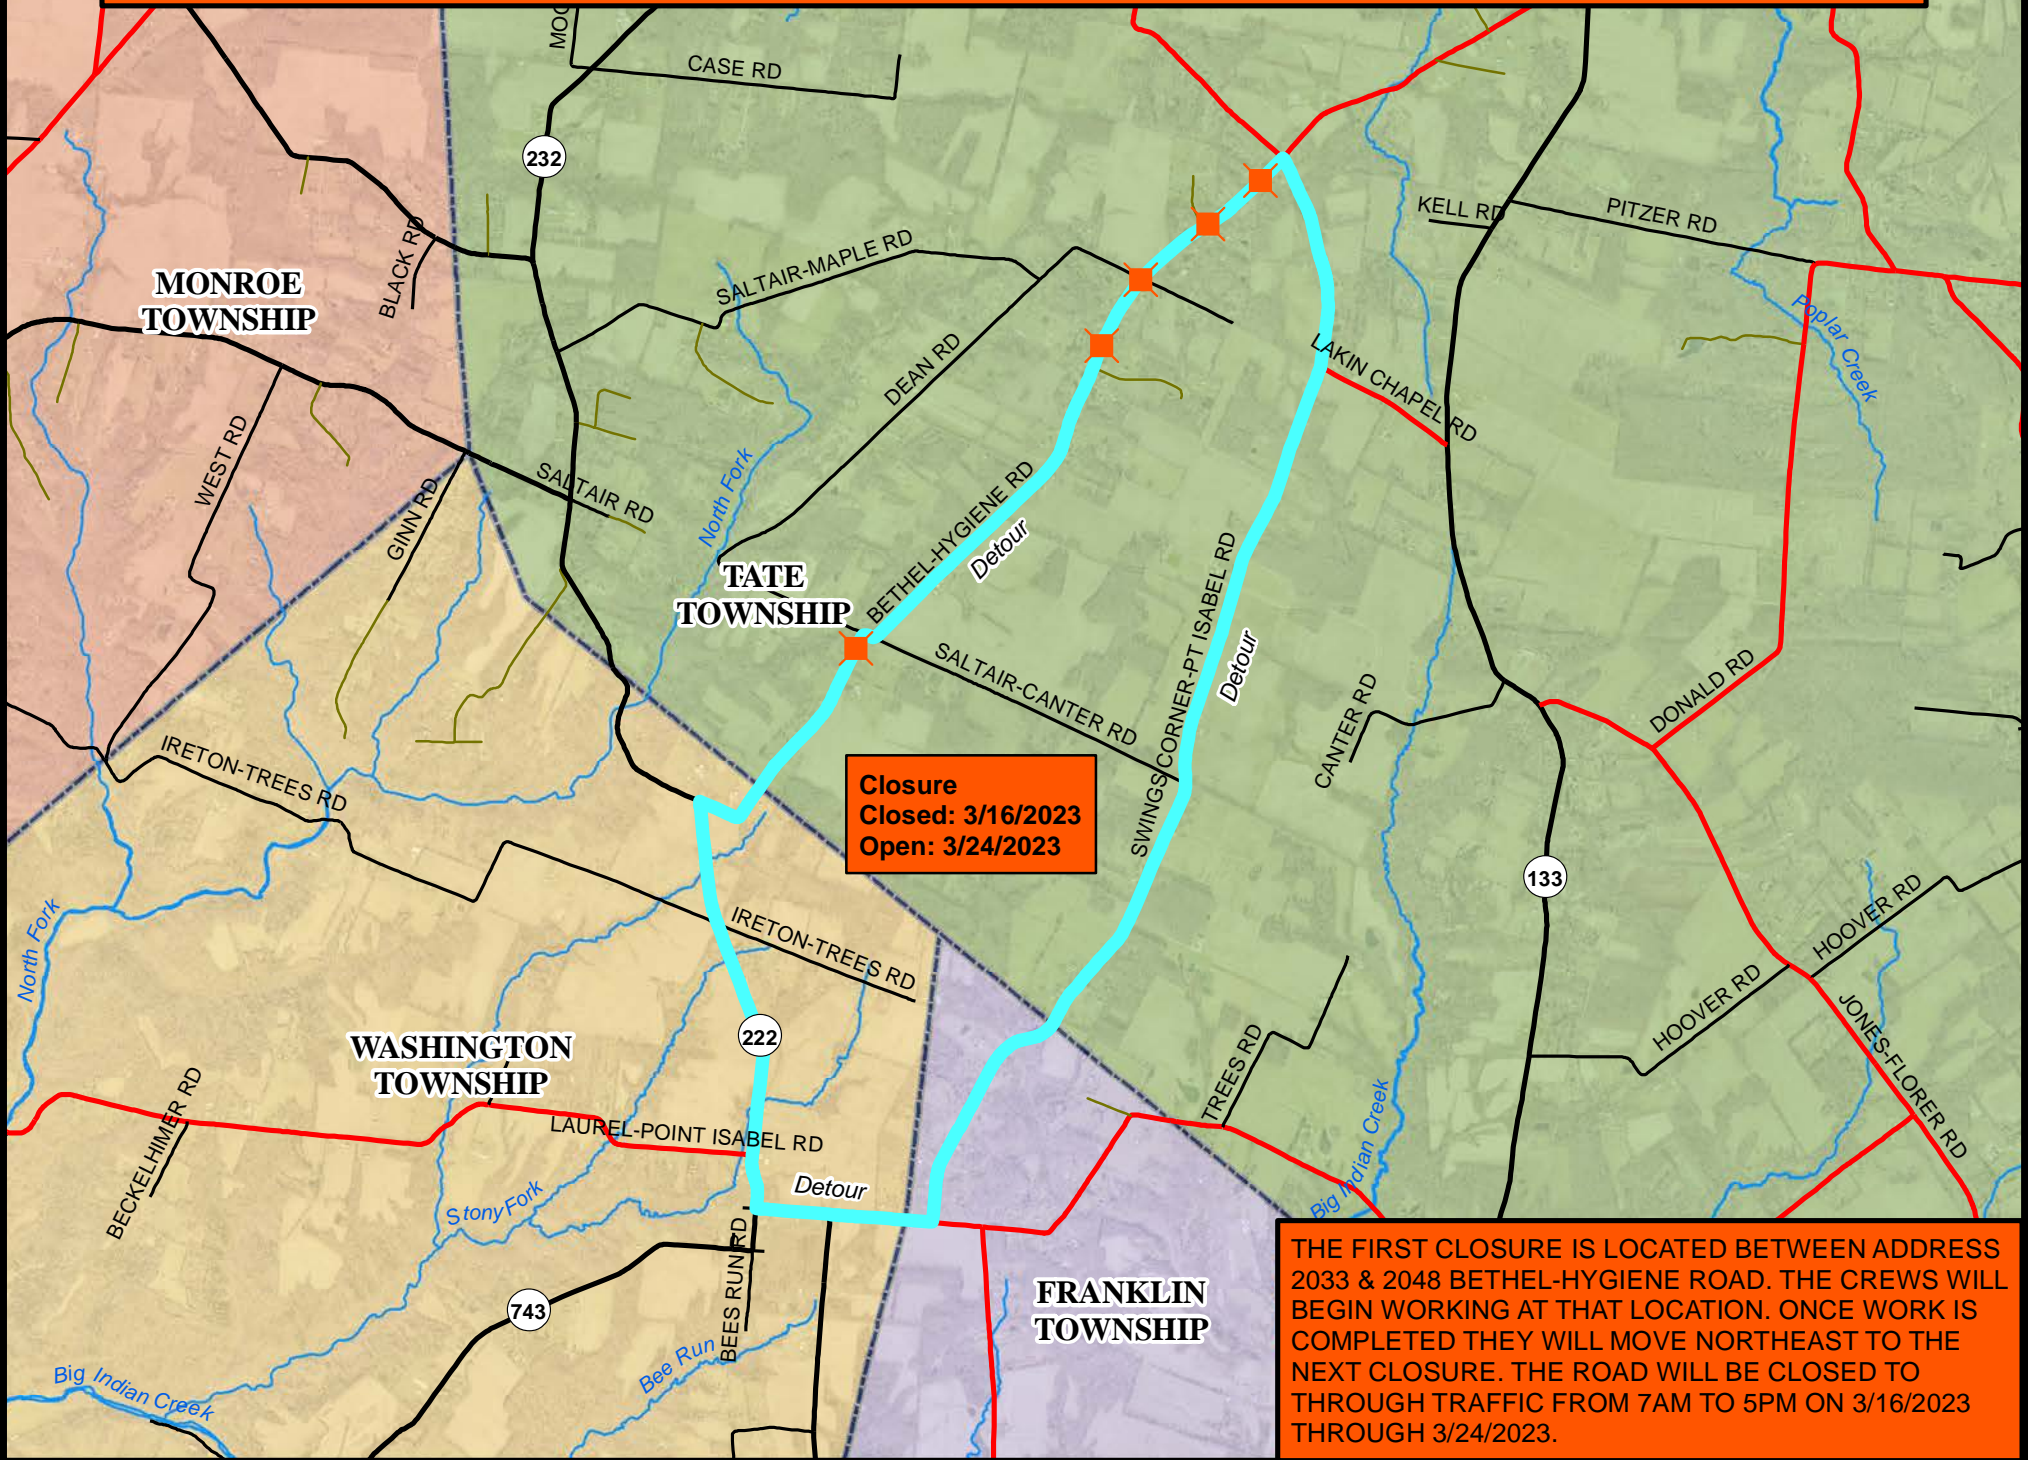 MOO
CASE RD
232
KELL RD
PITZER RD
BLACK RD
SALTAIR-MAPLE RD
MONROE
TOWNSHIP
Poplar Creek
DEAN RD
LAKIN CHAPEL RD
WEST RD
SALTAIR RD
GINN RD
North Fork
BETHEL-HYGIENE RD
Detour
TATE
TOWNSHIP
SWINGS CORNER-PT ISABEL RD
Detour
SALTAIR-CANTER RD
CANTER RD
DONALD RD
IRETON-TREES RD
Closure
Closed: 3/16/2023
Open: 3/24/2023
133
HOOVER RD
North Fork
IRETON-TREES RD
HOOVER RD
222
JONES-FLORER RD
WASHINGTON
TOWNSHIP
TREES RD
BECKELHIMER RD
LAUREL-POINT ISABEL RD
Big Indian Creek
Detour
Stony Fork
BEES RUN RD
743
FRANKLIN
TOWNSHIP
Bee Run
Big Indian Creek
THE FIRST CLOSURE IS LOCATED BETWEEN ADDRESS
2033 & 2048 BETHEL-HYGIENE ROAD. THE CREWS WILL
BEGIN WORKING AT THAT LOCATION. ONCE WORK IS
COMPLETED THEY WILL MOVE NORTHEAST TO THE
NEXT CLOSURE. THE ROAD WILL BE CLOSED TO
THROUGH TRAFFIC FROM 7AM TO 5PM ON 3/16/2023
THROUGH 3/24/2023.